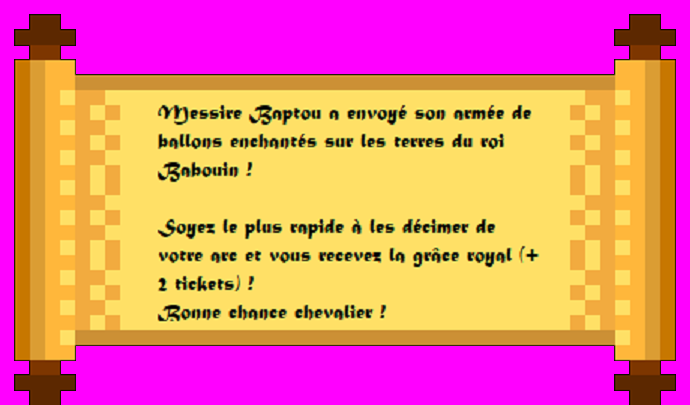 Messire Baptou a envoyé son armée de
ballons enchantés sur les terres du roi
Babouin !
Soyez le plus rapide à les décimer de
votre arc et vous recevez la grâce royal (+
2 tickets) !
Bonne chance chevalier !